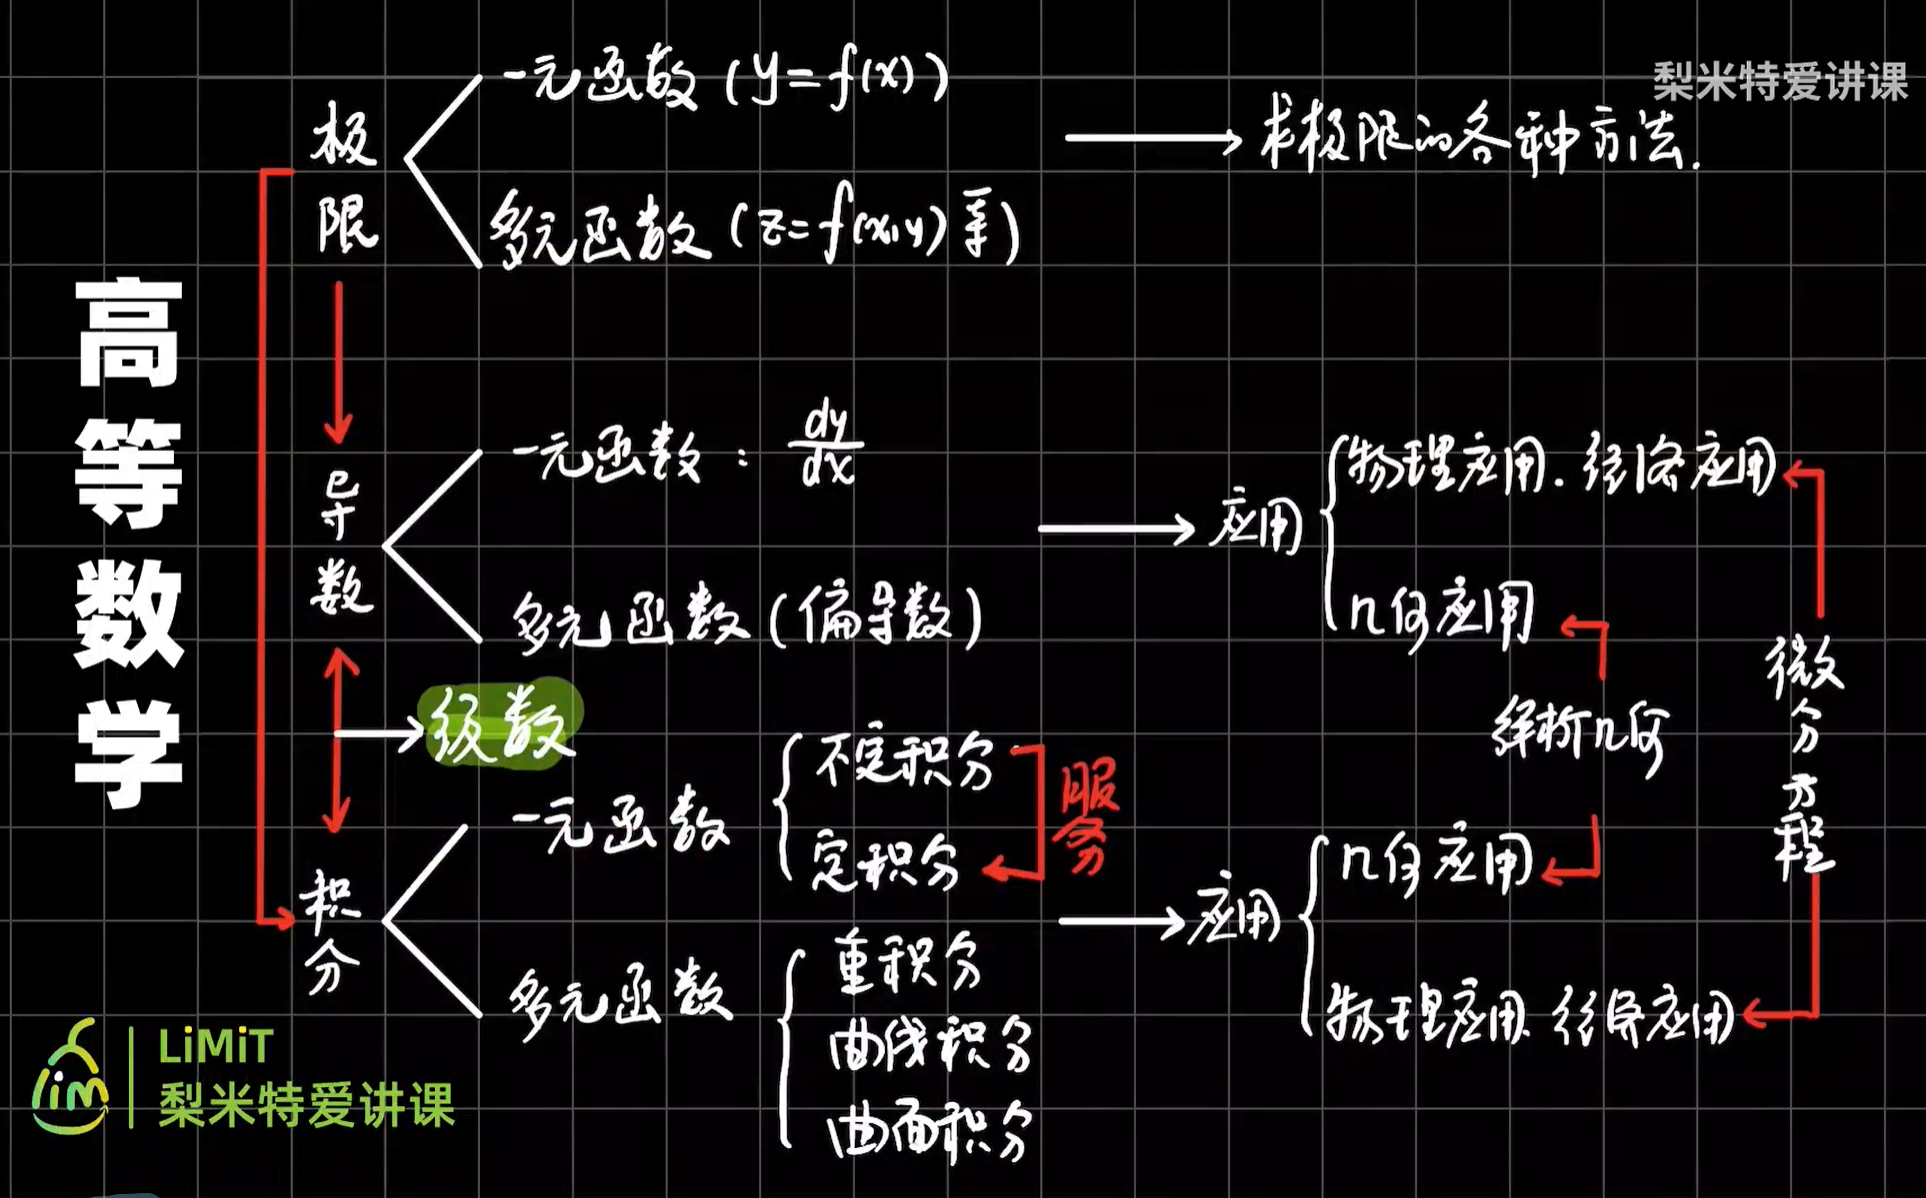 梨米特爱讲课
高等数学
极限
一元函数 (y=f(x))
多元函数 (z=f(x,y)等)
求极限的各种方法.
导数
一元函数: dy/dx
多元函数 (偏导数)
应用
物理应用. 经济应用
几何应用
级数
解析几何
微分方程
积分
一元函数
不定积分
定积分
服务
多元函数
重积分
曲线积分
曲面积分
应用
几何应用
物理应用. 经济应用
lim
LiMiT
梨米特爱讲课